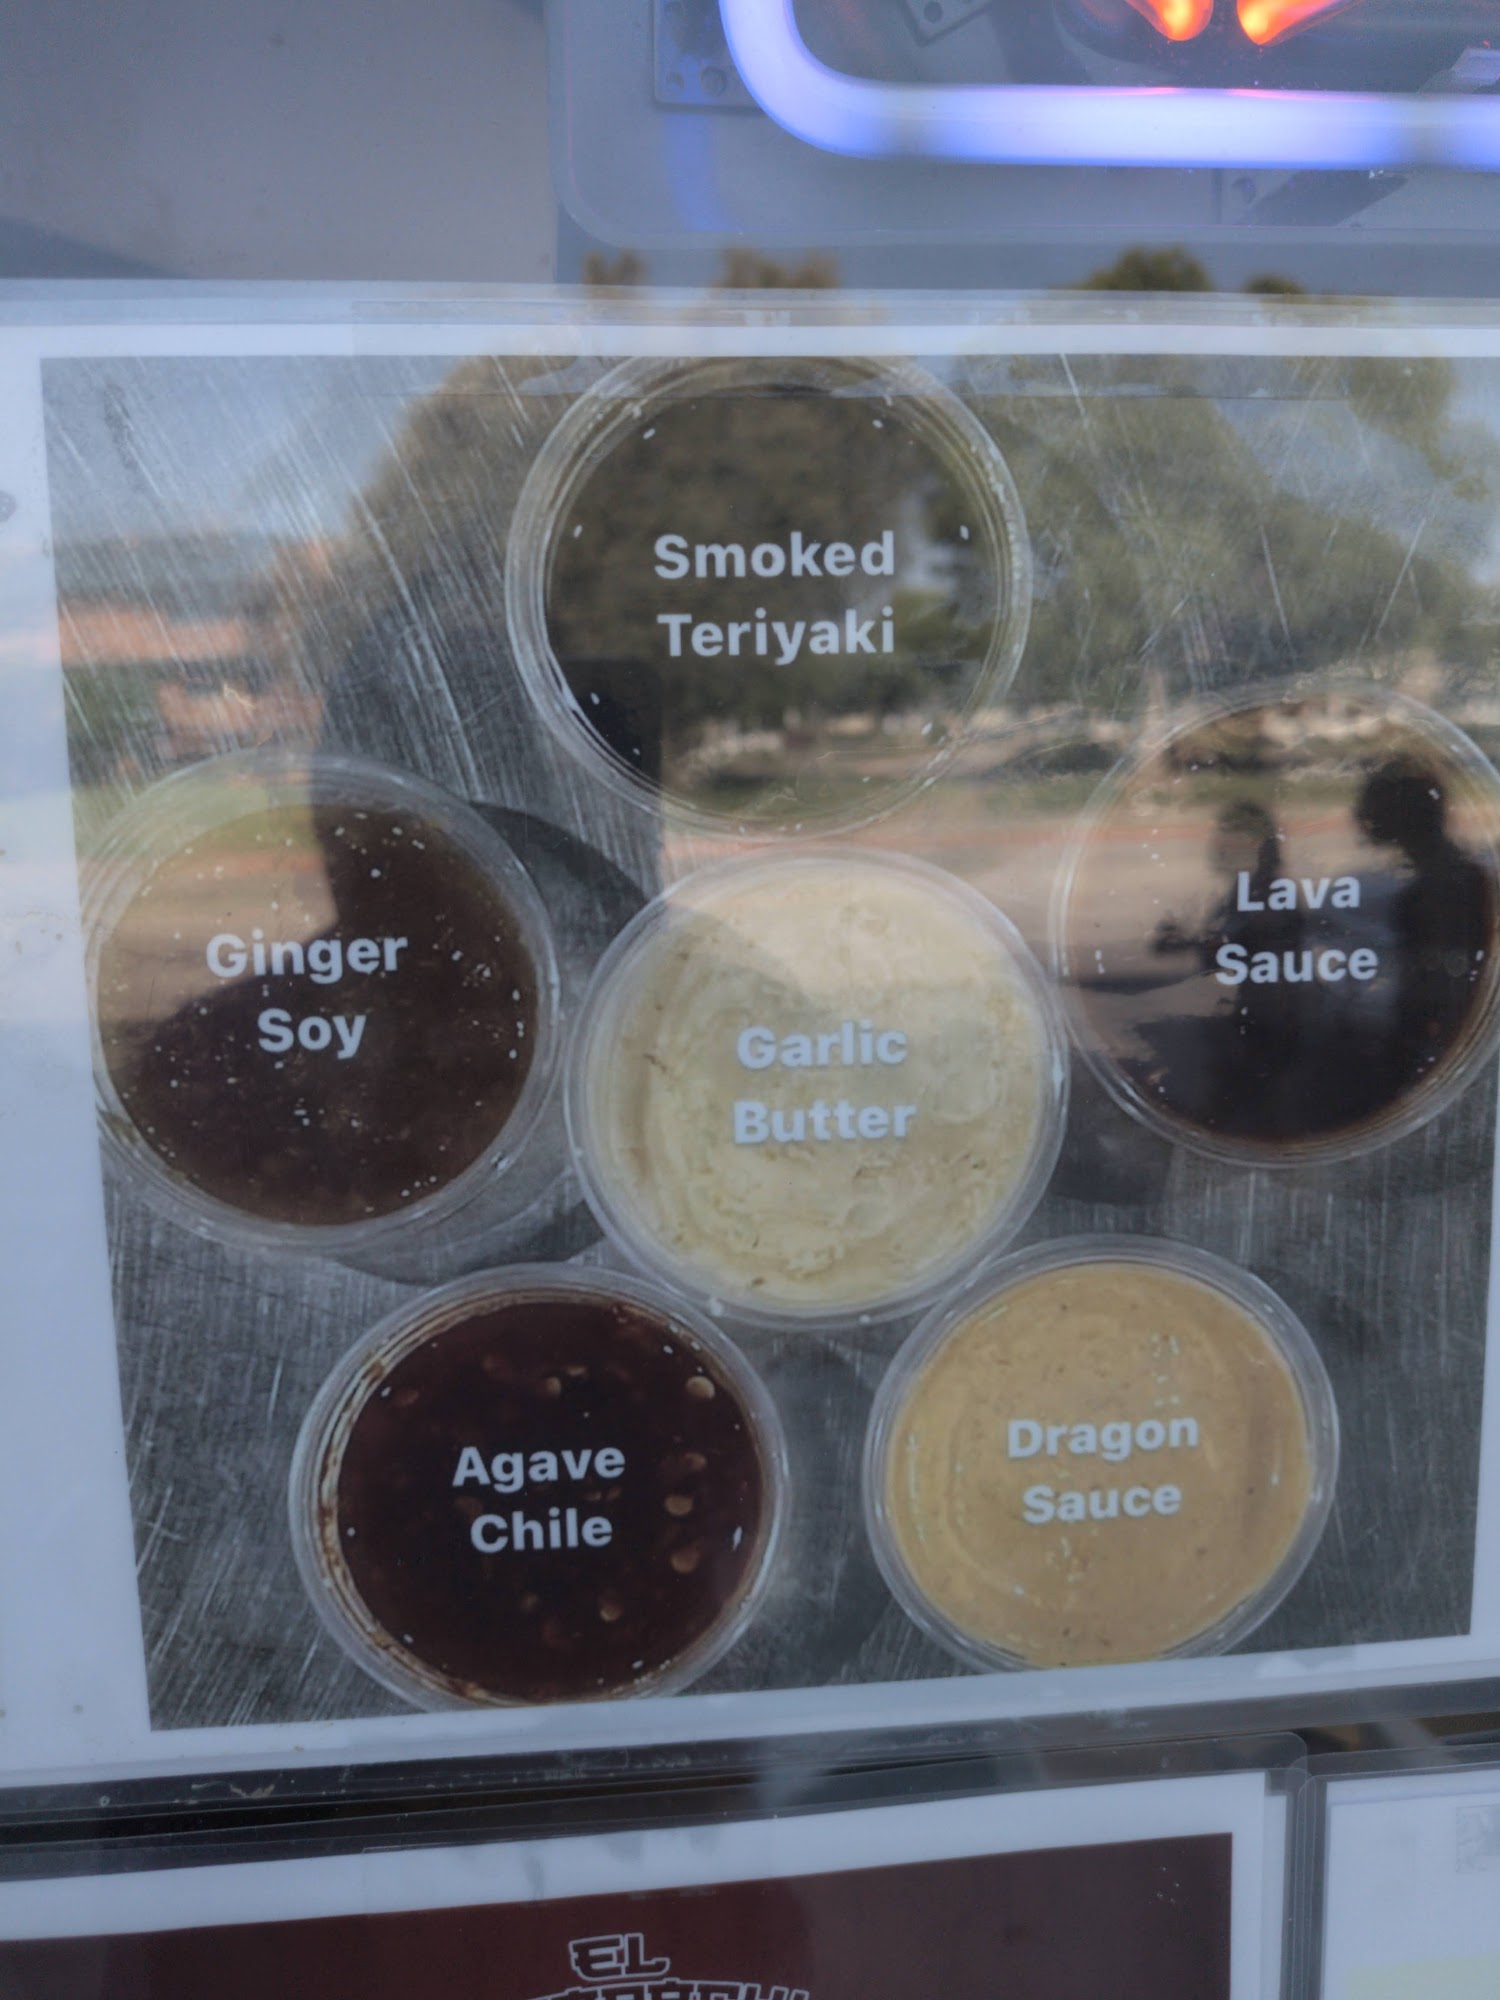 Smoked
Teriyaki
Lava
Sauce
Ginger
Soy
Garlic
Butter
Agave
Chile
Dragon
Sauce
EL